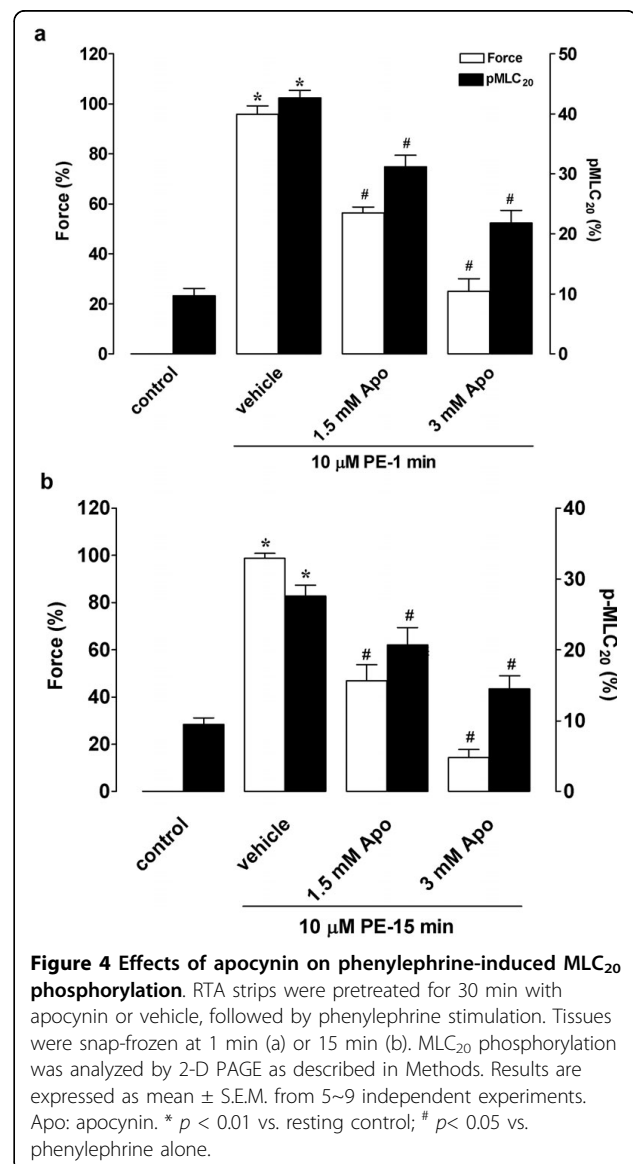 a
Force
pMLC₂₀
120
100
80
60
40
20
0
Force (%)
50
40
30
20
10
0
pMLC₂₀ (%)
* * # # # #
control
vehicle
1.5 mM Apo
3 mM Apo
10 μM PE-1 min
b
120
100
80
60
40
20
0
Force (%)
40
30
20
10
0
p-MLC₂₀ (%)
* * # # # #
control
vehicle
1.5 mM Apo
3 mM Apo
10 μM PE-15 min
Figure 4 Effects of apocynin on phenylephrine-induced MLC₂₀
phosphorylation. RTA strips were pretreated for 30 min with
apocynin or vehicle, followed by phenylephrine stimulation. Tissues
were snap-frozen at 1 min (a) or 15 min (b). MLC₂₀ phosphorylation
was analyzed by 2-D PAGE as described in Methods. Results are
expressed as mean ± S.E.M. from 5~9 independent experiments.
Apo: apocynin. * p < 0.01 vs. resting control; # p< 0.05 vs.
phenylephrine alone.